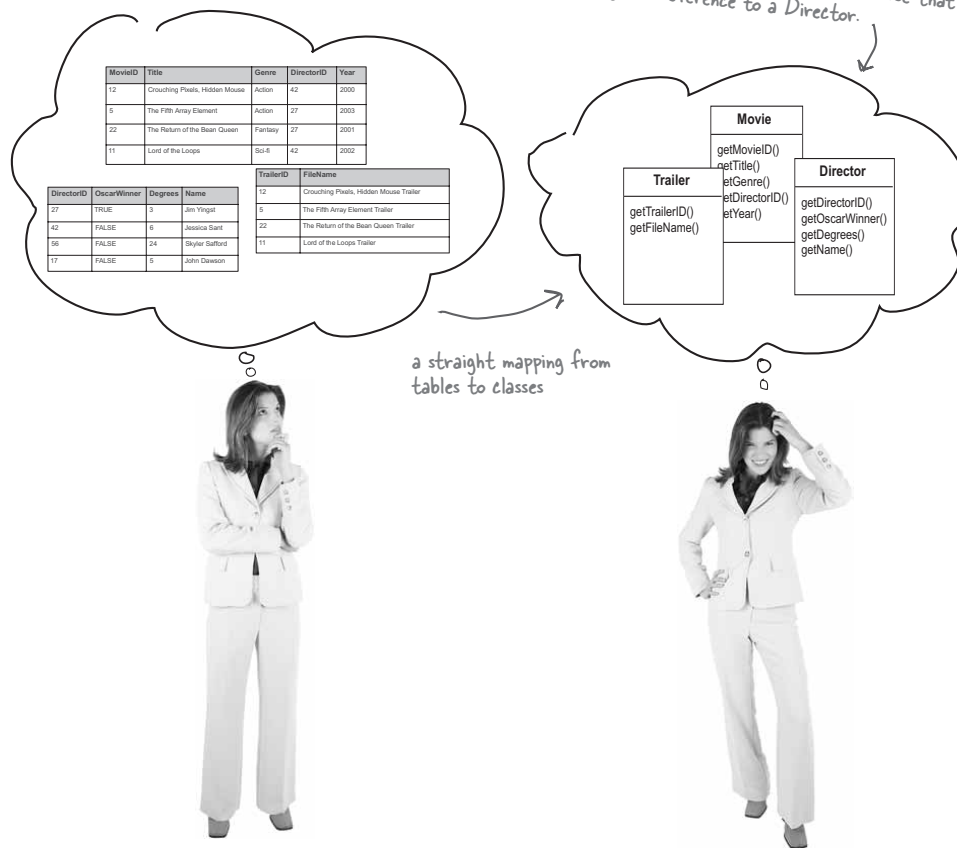 that
reference to a Director.
MovieID Title Genre DirectorID Year
12 Crouching Pixels, Hidden Mouse Action 42 2000
5 The Fifth Array Element Action 27 2003
22 The Return of the Bean Queen Fantasy 27 2001
11 Lord of the Loops Sci-fi 42 2002
DirectorID OscarWinner Degrees Name
27 TRUE 3 Jim Yingst
42 FALSE 6 Jessica Sant
56 FALSE 24 Skyler Safford
17 FALSE 5 John Dawson
TrailerID FileName
12 Crouching Pixels, Hidden Mouse Trailer
5 The Fifth Array Element Trailer
22 The Return of the Bean Queen Trailer
11 Lord of the Loops Trailer
Movie
getMovieID()
getTitle()
etGenre()
etDirectorID()
etYear()
Trailer
getTrailerID()
getFileName()
Director
getDirectorID()
getOscarWinner()
getDegrees()
getName()
a straight mapping from
tables to classes